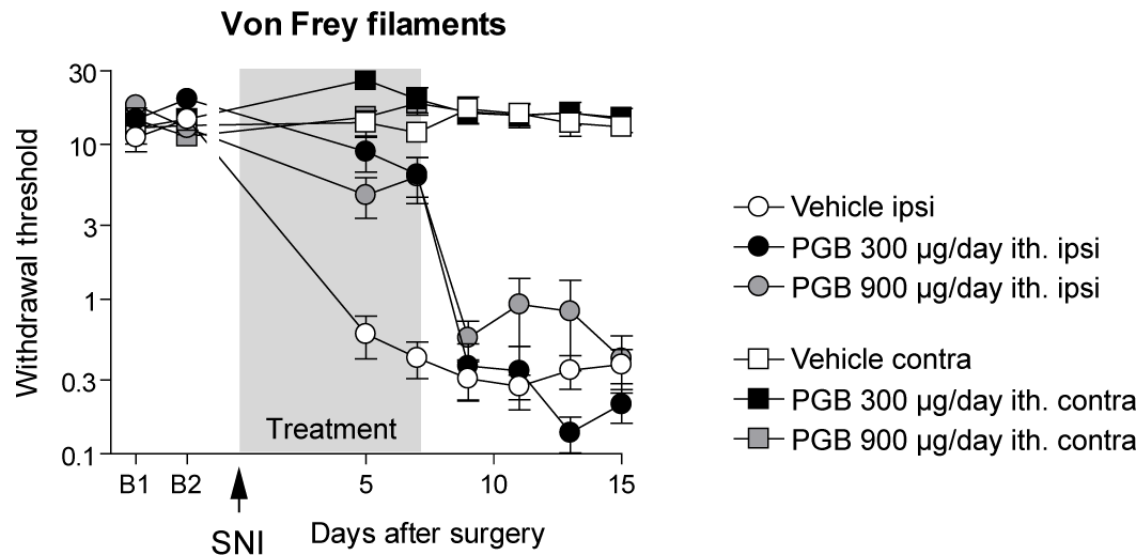 Von Frey filaments
Withdrawal threshold
30
10
3
1
0.3
0.1
Treatment
B1 B2 5 10 15
SNI
Days after surgery
Vehicle ipsi
PGB 300 µg/day ith. ipsi
PGB 900 µg/day ith. ipsi
Vehicle contra
PGB 300 µg/day ith. contra
PGB 900 µg/day ith. contra